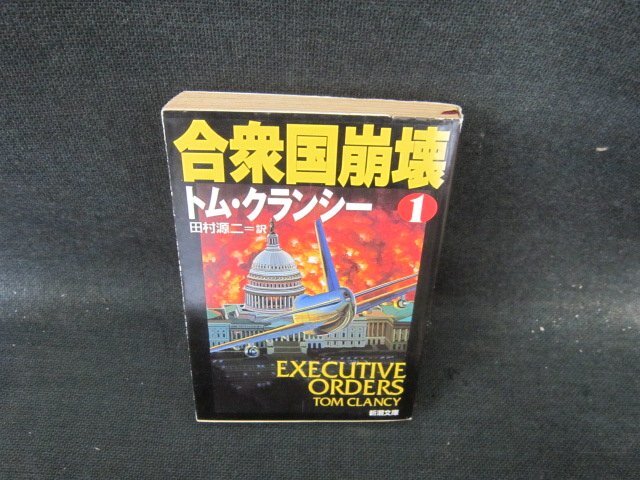 合衆国崩壊
トム・クランシー
1
田村源二=訳
EXECUTIVE
ORDERS
TOM CLANCY
新潮文庫